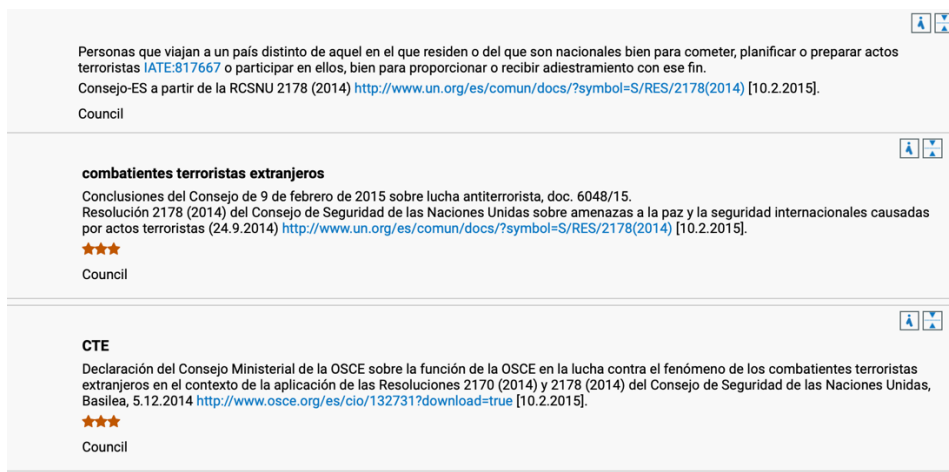 Personas que viajan a un país distinto de aquel en el que residen o del que son nacionales bien para cometer, planificar o preparar actos
terroristas IATE:817667 o participar en ellos, bien para proporcionar o recibir adiestramiento con ese fin.
Consejo-ES a partir de la RCSNU 2178 (2014) http://www.un.org/es/comun/docs/?symbol=S/RES/2178(2014) [10.2.2015].
Council
combatientes terroristas extranjeros
Conclusiones del Consejo de 9 de febrero de 2015 sobre lucha antiterrorista, doc. 6048/15.
Resolución 2178 (2014) del Consejo de Seguridad de las Naciones Unidas sobre amenazas a la paz y la seguridad internacionales causadas
por actos terroristas (24.9.2014) http://www.un.org/es/comun/docs/?symbol=S/RES/2178(2014) [10.2.2015].
Council
CTE
Declaración del Consejo Ministerial de la OSCE sobre la función de la OSCE en la lucha contra el fenómeno de los combatientes terroristas
extranjeros en el contexto de la aplicación de las Resoluciones 2170 (2014) y 2178 (2014) del Consejo de Seguridad de las Naciones Unidas,
Basilea, 5.12.2014 http://www.osce.org/es/cio/132731?download=true [10.2.2015].
Council